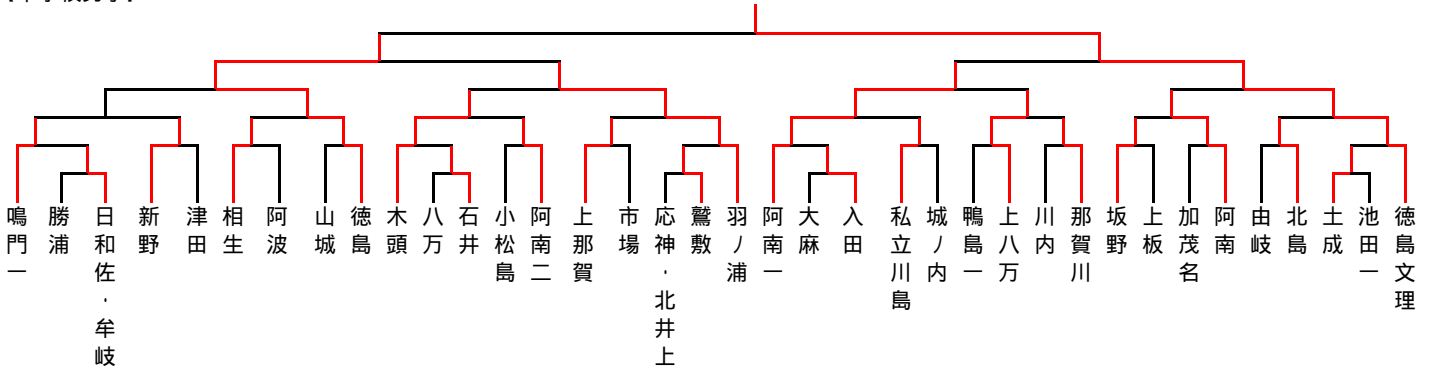 鳴門一
勝浦
日和佐・牟岐
新野
津田
相生
阿波
山城
徳島
木頭
八万
石井
小松島
阿南二
上那賀
市場
応神・北井上
鷲敷
羽ノ浦
阿南一
大麻
入田
私立川島
城ノ内
鴨島一
上八万
川内
那賀川
坂野
上板
加茂名
阿南
由岐
北島
土成
池田一
徳島文理